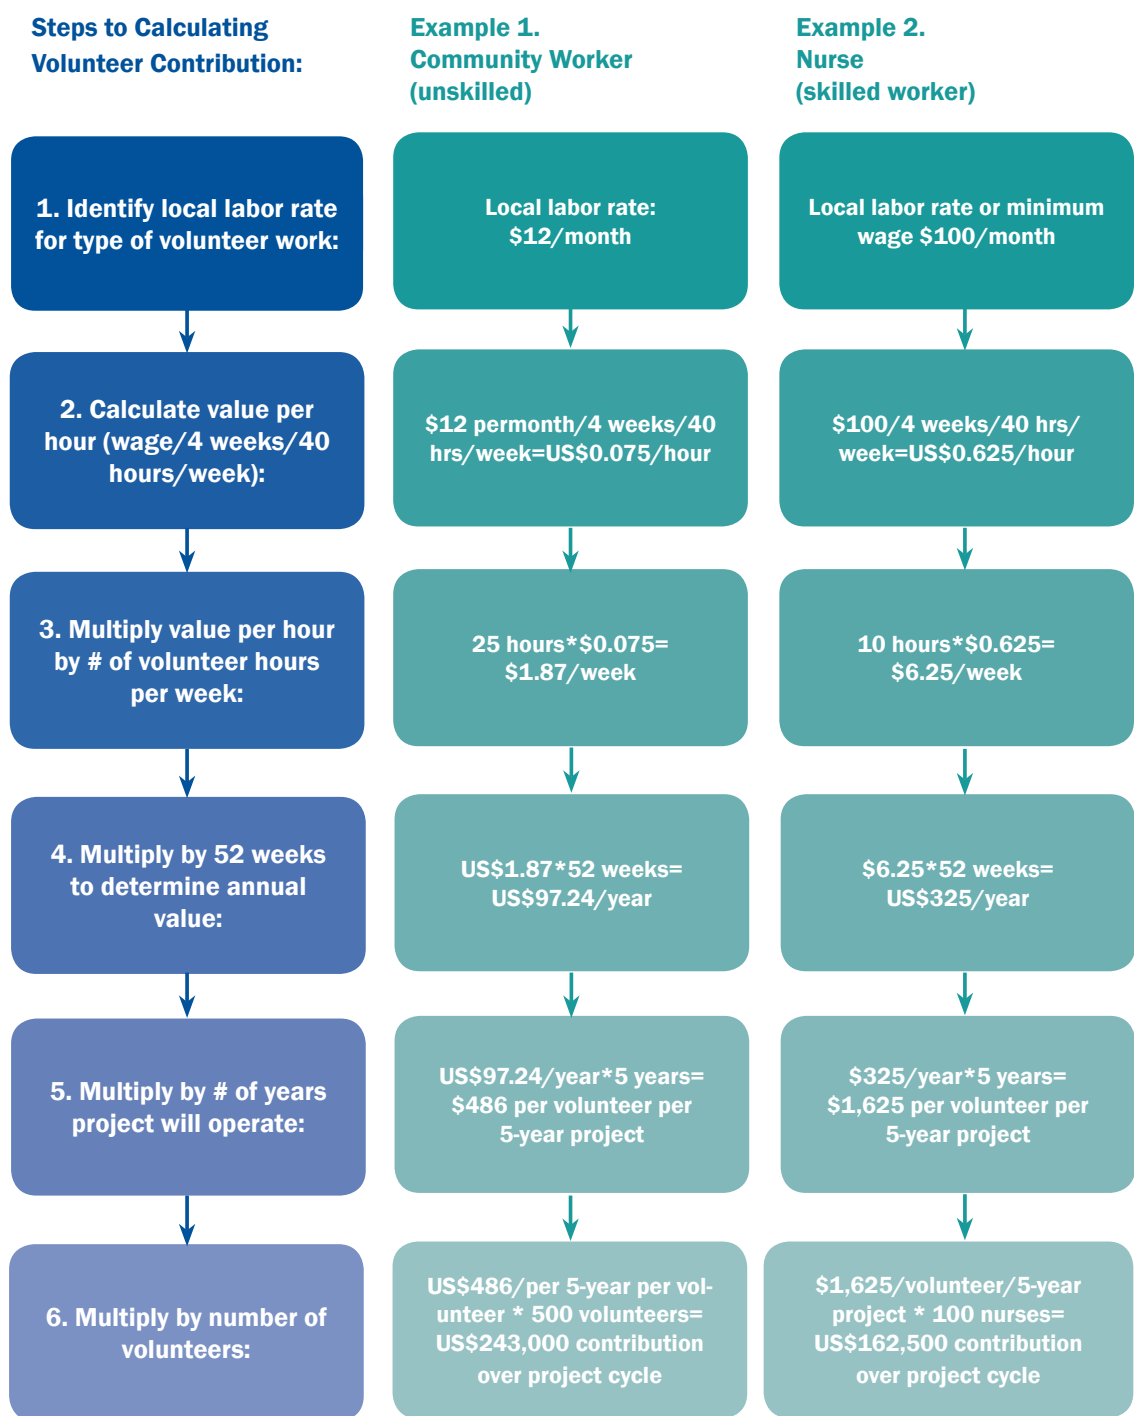 Steps to Calculating
Volunteer Contribution:
Example 1.
Community Worker
(unskilled)
Example 2.
Nurse
(skilled worker)
1. Identify local labor rate
for type of volunteer work:
Local labor rate:
$12/month
Local labor rate or minimum
wage $100/month
2. Calculate value per
hour (wage/4 weeks/40
hours/week):
$12 permonth/4 weeks/40
hrs/week=US$0.075/hour
$100/4 weeks/40 hrs/
week=US$0.625/hour
3. Multiply value per hour
by # of volunteer hours
per week:
25 hours*$0.075=
$1.87/week
10 hours*$0.625=
$6.25/week
4. Multiply by 52 weeks
to determine annual
value:
US$1.87*52 weeks=
US$97.24/year
$6.25*52 weeks=
US$325/year
5. Multiply by # of years
project will operate:
US$97.24/year*5 years=
$486 per volunteer per
5-year project
$325/year*5 years=
$1,625 per volunteer per
5-year project
6. Multiply by number of
volunteers:
US$486/per 5-year per vol-
unteer * 500 volunteers=
US$243,000 contribution
over project cycle
$1,625/volunteer/5-year
project * 100 nurses=
US$162,500 contribution
over project cycle